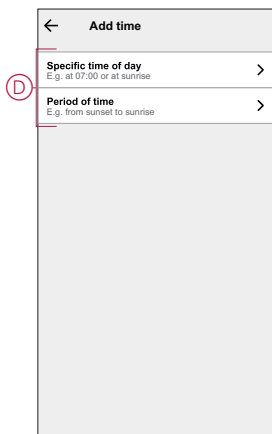 Add time
Specific time of day
E.g. at 07:00 or at sunrise
D
Period of time
E.g. from sunset to sunrise